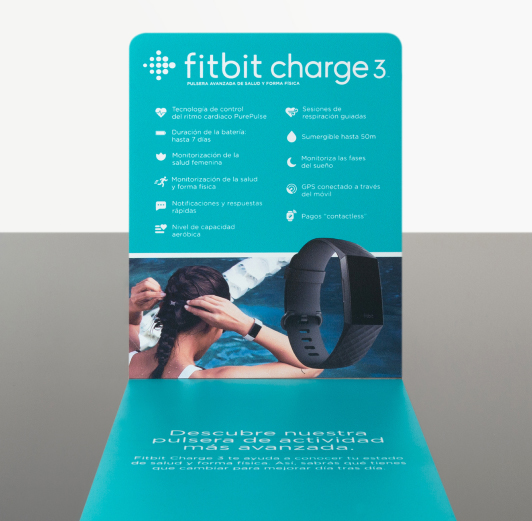 fitbit charge 3
PULSERA AVANZADA DE SALUD Y FORMA FÍSICA
Tecnología de control
del ritmo cardiaco PurePulse
Duración de la batería:
hasta 7 días
Monitorización de la
salud femenina
Monitorización de la salud
y forma física
Notificaciones y respuestas
rápidas
Nivel de capacidad
aeróbica
Sesiones de
respiración guiadas
Sumergible hasta 50m
Monitoriza las fases
del sueño
GPS conectado a través
del móvil
Pagos "contactless"
Descubre nuestra
pulsera de actividad
más avanzada.
Fitbit Charge 3 te ayuda a conocer tu estado
de salud y forma física. Así, sabrás qué tienes
que cambiar para mejorar día tras día.